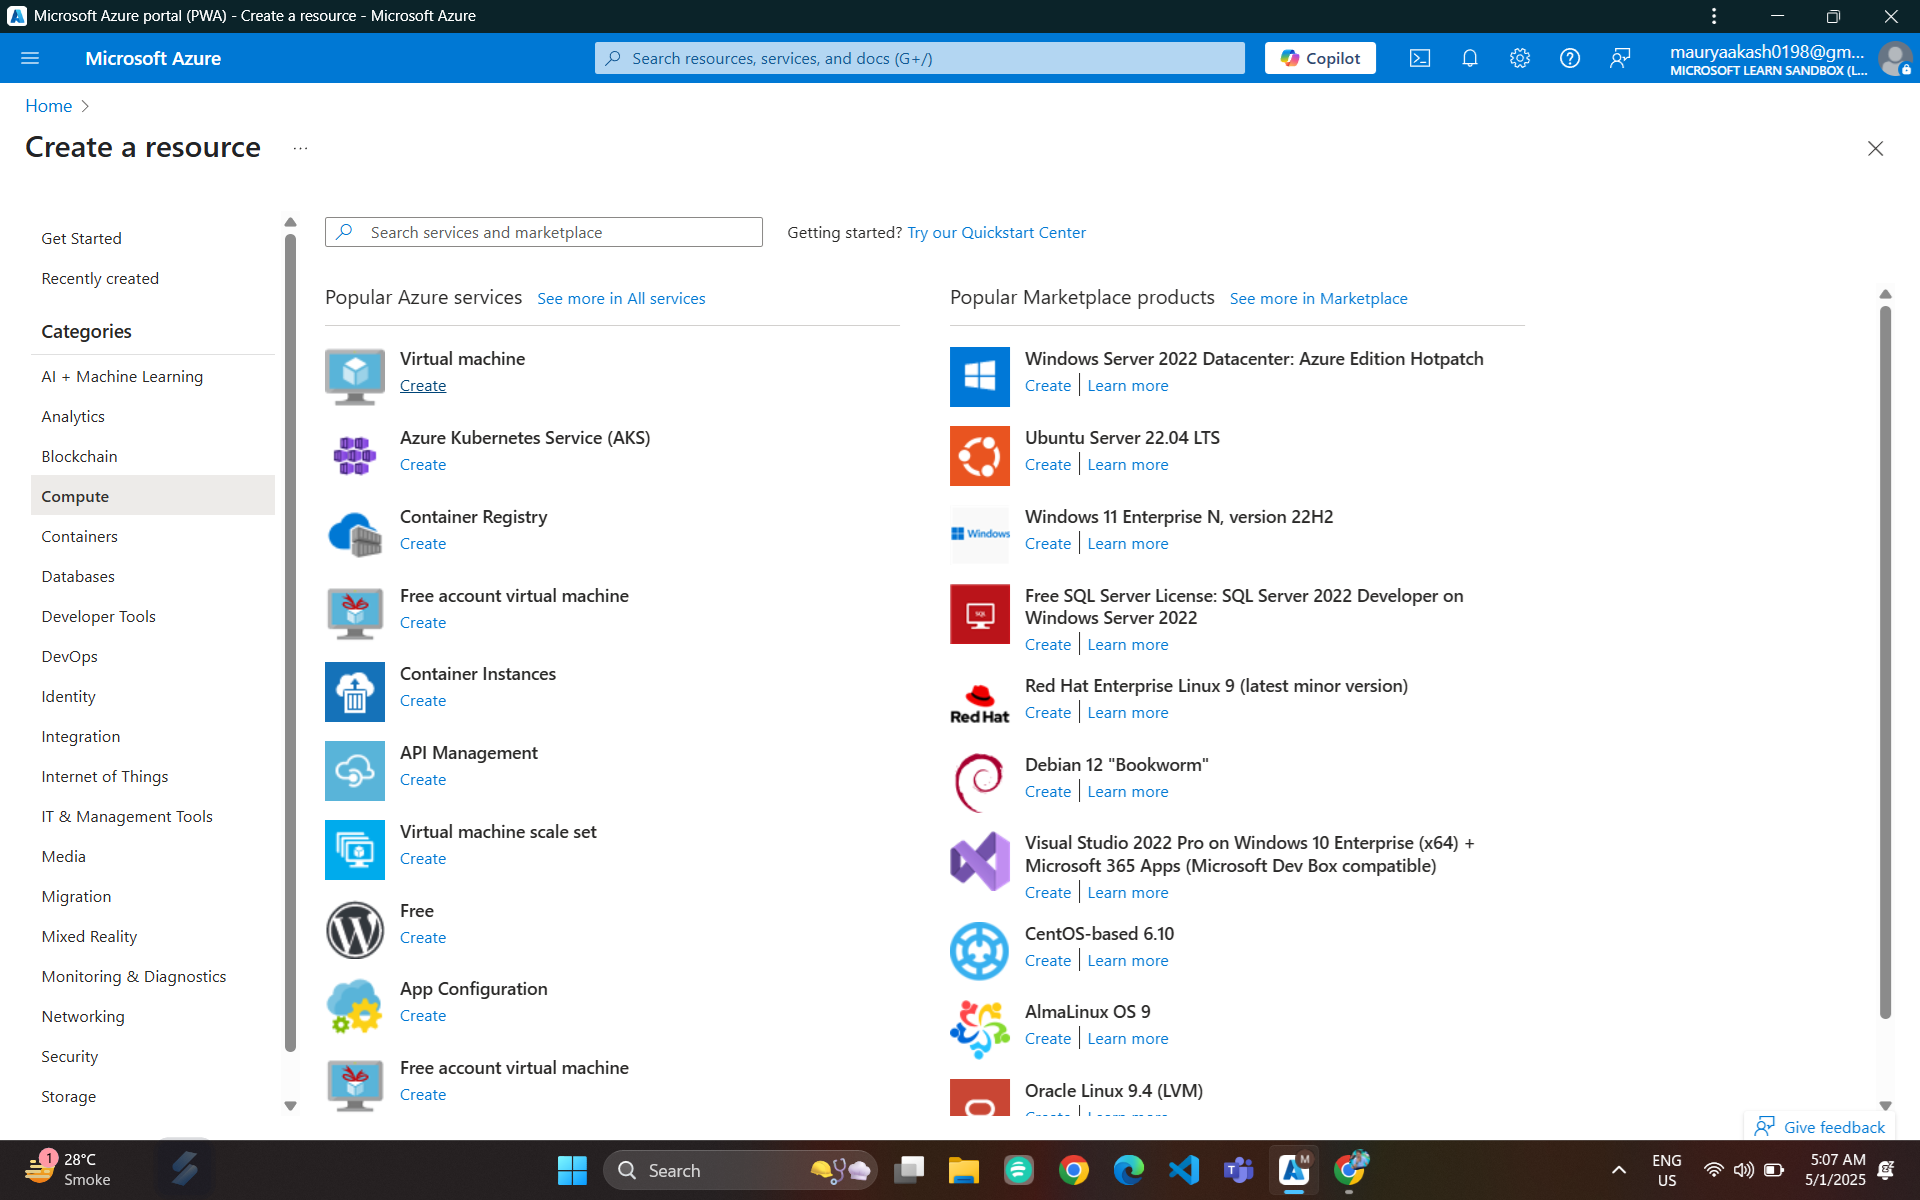 Microsoft Azure portal (PWA) - Create a resource - Microsoft Azure
Microsoft Azure
Search resources, services, and docs (G+/)
Copilot
mauryaakash0198@gm...
MICROSOFT LEARN SANDBOX (L...
Home
Create a resource
...
Get Started
Recently created
Categories
AI + Machine Learning
Analytics
Blockchain
Compute
Containers
Databases
Developer Tools
DevOps
Identity
Integration
Internet of Things
IT & Management Tools
Media
Migration
Mixed Reality
Monitoring & Diagnostics
Networking
Security
Storage
Search services and marketplace
Getting started? Try our Quickstart Center
Popular Azure services See more in All services
Virtual machine
Create
Azure Kubernetes Service (AKS)
Create
Container Registry
Create
Free account virtual machine
Create
Container Instances
Create
API Management
Create
Virtual machine scale set
Create
Free
Create
App Configuration
Create
Free account virtual machine
Create
Popular Marketplace products See more in Marketplace
Windows Server 2022 Datacenter: Azure Edition Hotpatch
Create | Learn more
Ubuntu Server 22.04 LTS
Create | Learn more
Windows
Windows 11 Enterprise N, version 22H2
Create | Learn more
SQL
Free SQL Server License: SQL Server 2022 Developer on
Windows Server 2022
Create | Learn more
Red Hat
Red Hat Enterprise Linux 9 (latest minor version)
Create | Learn more
Debian 12 "Bookworm"
Create | Learn more
Visual Studio 2022 Pro on Windows 10 Enterprise (x64) +
Microsoft 365 Apps (Microsoft Dev Box compatible)
Create | Learn more
CentOS-based 6.10
Create | Learn more
AlmaLinux OS 9
Create | Learn more
Oracle Linux 9.4 (LVM)
Create | Learn more
Give feedback
1
28°C
Smoke
Search
M
ENG
US
5:07 AM
5/1/2025